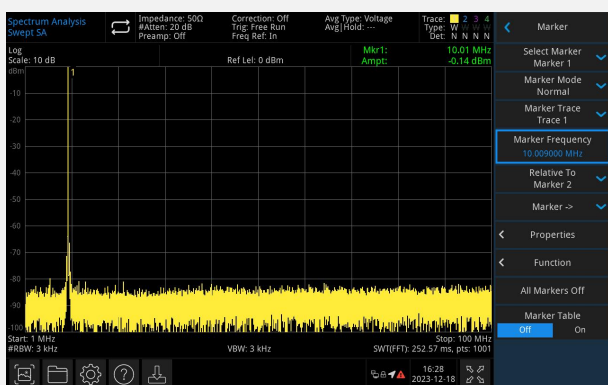 Spectrum Analysis
Swept SA
Impedance: 50Ω
#Atten: 20 dB
Preamp: Off
Correction: Off
Trig: Free Run
Freq Ref: In
Avg Type: Voltage
Avg|Hold: ---
Trace: 1 2 3 4
Type: W W W W
Det: N N N N
Log
Scale: 10 dB
Ref Lel: 0 dBm
Mkr1: 10.01 MHz
Ampt: -0.14 dBm
dBm
1
-10
-20
-30
-40
-50
-60
-70
-80
-90
-100
Start: 1 MHz
#RBW: 3 kHz
VBW: 3 kHz
Stop: 100 MHz
SWT(FFT): 252.57 ms, pts: 1001
16:28
2023-12-18
Marker
Select Marker
Marker 1
Marker Mode
Normal
Marker Trace
Trace 1
Marker Frequency
10.009000 MHz
Relative To
Marker 2
Marker ->
Properties
Function
All Markers Off
Marker Table
Off On